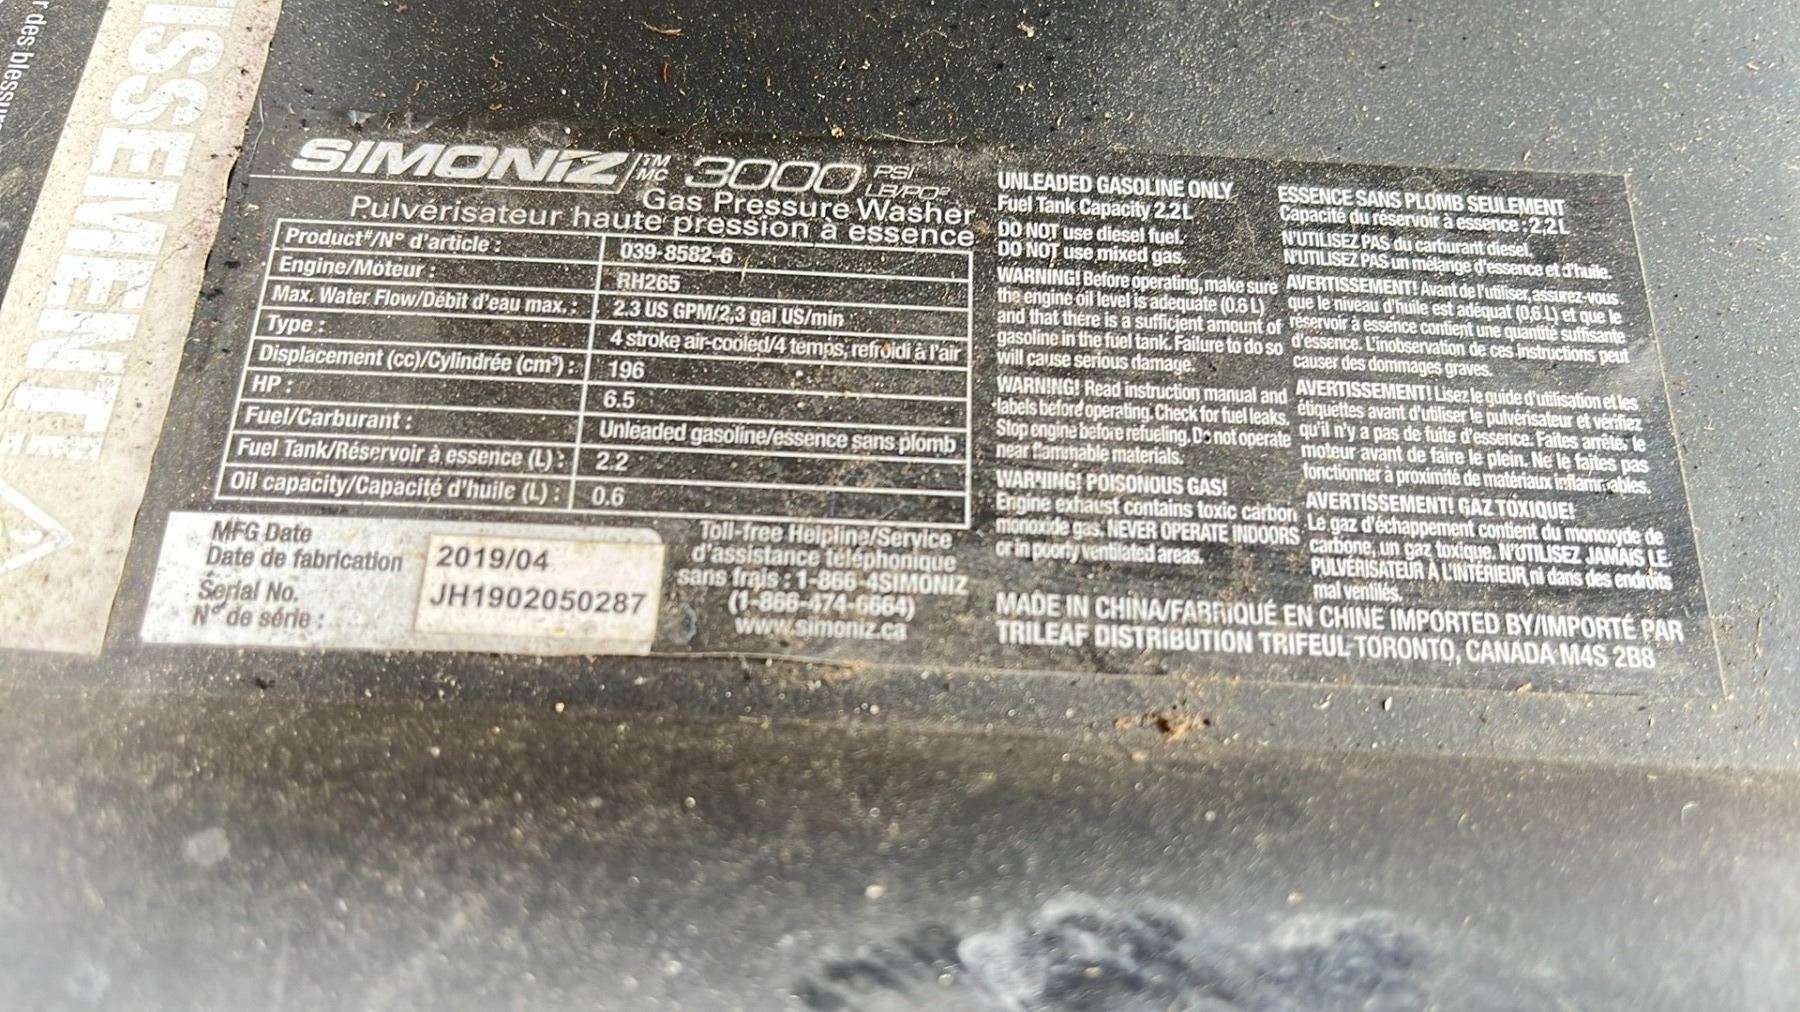 r des blessur
ISSEMENT!
SIMONIZ TM MC 3000 PSI LB/PO²
Gas Pressure Washer
Pulvérisateur haute pression à essence
Product#/N° d'article : 039-8582-6
Engine/Moteur : RH265
Max. Water Flow/Débit d'eau max. : 2.3 US GPM/2,3 gal US/min
Type : 4 stroke air-cooled/4 temps, refroidi à l'air
Displacement (cc)/Cylindrée (cm³) : 196
HP : 6.5
Fuel/Carburant : Unleaded gasoline/essence sans plomb
Fuel Tank/Réservoir à essence (L) : 2.2
Oil capacity/Capacité d'huile (L) : 0.6
MFG Date
Date de fabrication 2019/04
Serial No.
N° de série : JH1902050287
Toll-free Helpline/Service
d'assistance téléphonique
sans frais : 1-866-4SIMONIZ
(1-866-474-6664)
www.simoniz.ca
UNLEADED GASOLINE ONLY
Fuel Tank Capacity 2.2L
DO NOT use diesel fuel.
DO NOT use mixed gas.
WARNING! Before operating, make sure
the engine oil level is adequate (0.6 L)
and that there is a sufficient amount of
gasoline in the fuel tank. Failure to do so
will cause serious damage.
WARNING! Read instruction manual and
labels before operating. Check for fuel leaks.
Stop engine before refueling. Do not operate
near flammable materials.
WARNING! POISONOUS GAS!
Engine exhaust contains toxic carbon
monoxide gas. NEVER OPERATE INDOORS
or in poorly ventilated areas.
ESSENCE SANS PLOMB SEULEMENT
Capacité du réservoir à essence : 2,2L
N'UTILISEZ PAS du carburant diesel.
N'UTILISEZ PAS un mélange d'essence et d'huile.
AVERTISSEMENT! Avant de l'utiliser, assurez-vous
que le niveau d'huile est adéquat (0,6 L) et que le
réservoir à essence contient une quantité suffisante
d'essence. L'inobservation de ces instructions peut
causer des dommages graves.
AVERTISSEMENT! Lisez le guide d'utilisation et les
étiquettes avant d'utiliser le pulvérisateur et vérifiez
qu'il n'y a pas de fuite d'essence. Faites arrêter le
moteur avant de faire le plein. Ne le faites pas
fonctionner à proximité de matériaux inflammables.
AVERTISSEMENT! GAZ TOXIQUE!
Le gaz d'échappement contient du monoxyde de
carbone, un gaz toxique. N'UTILISEZ JAMAIS LE
PULVÉRISATEUR À L'INTÉRIEUR ni dans des endroits
mal ventilés.
MADE IN CHINA/FABRIQUÉ EN CHINE IMPORTED BY/IMPORTÉ PAR
TRILEAF DISTRIBUTION TRIFEUIL TORONTO, CANADA M4S 2B8